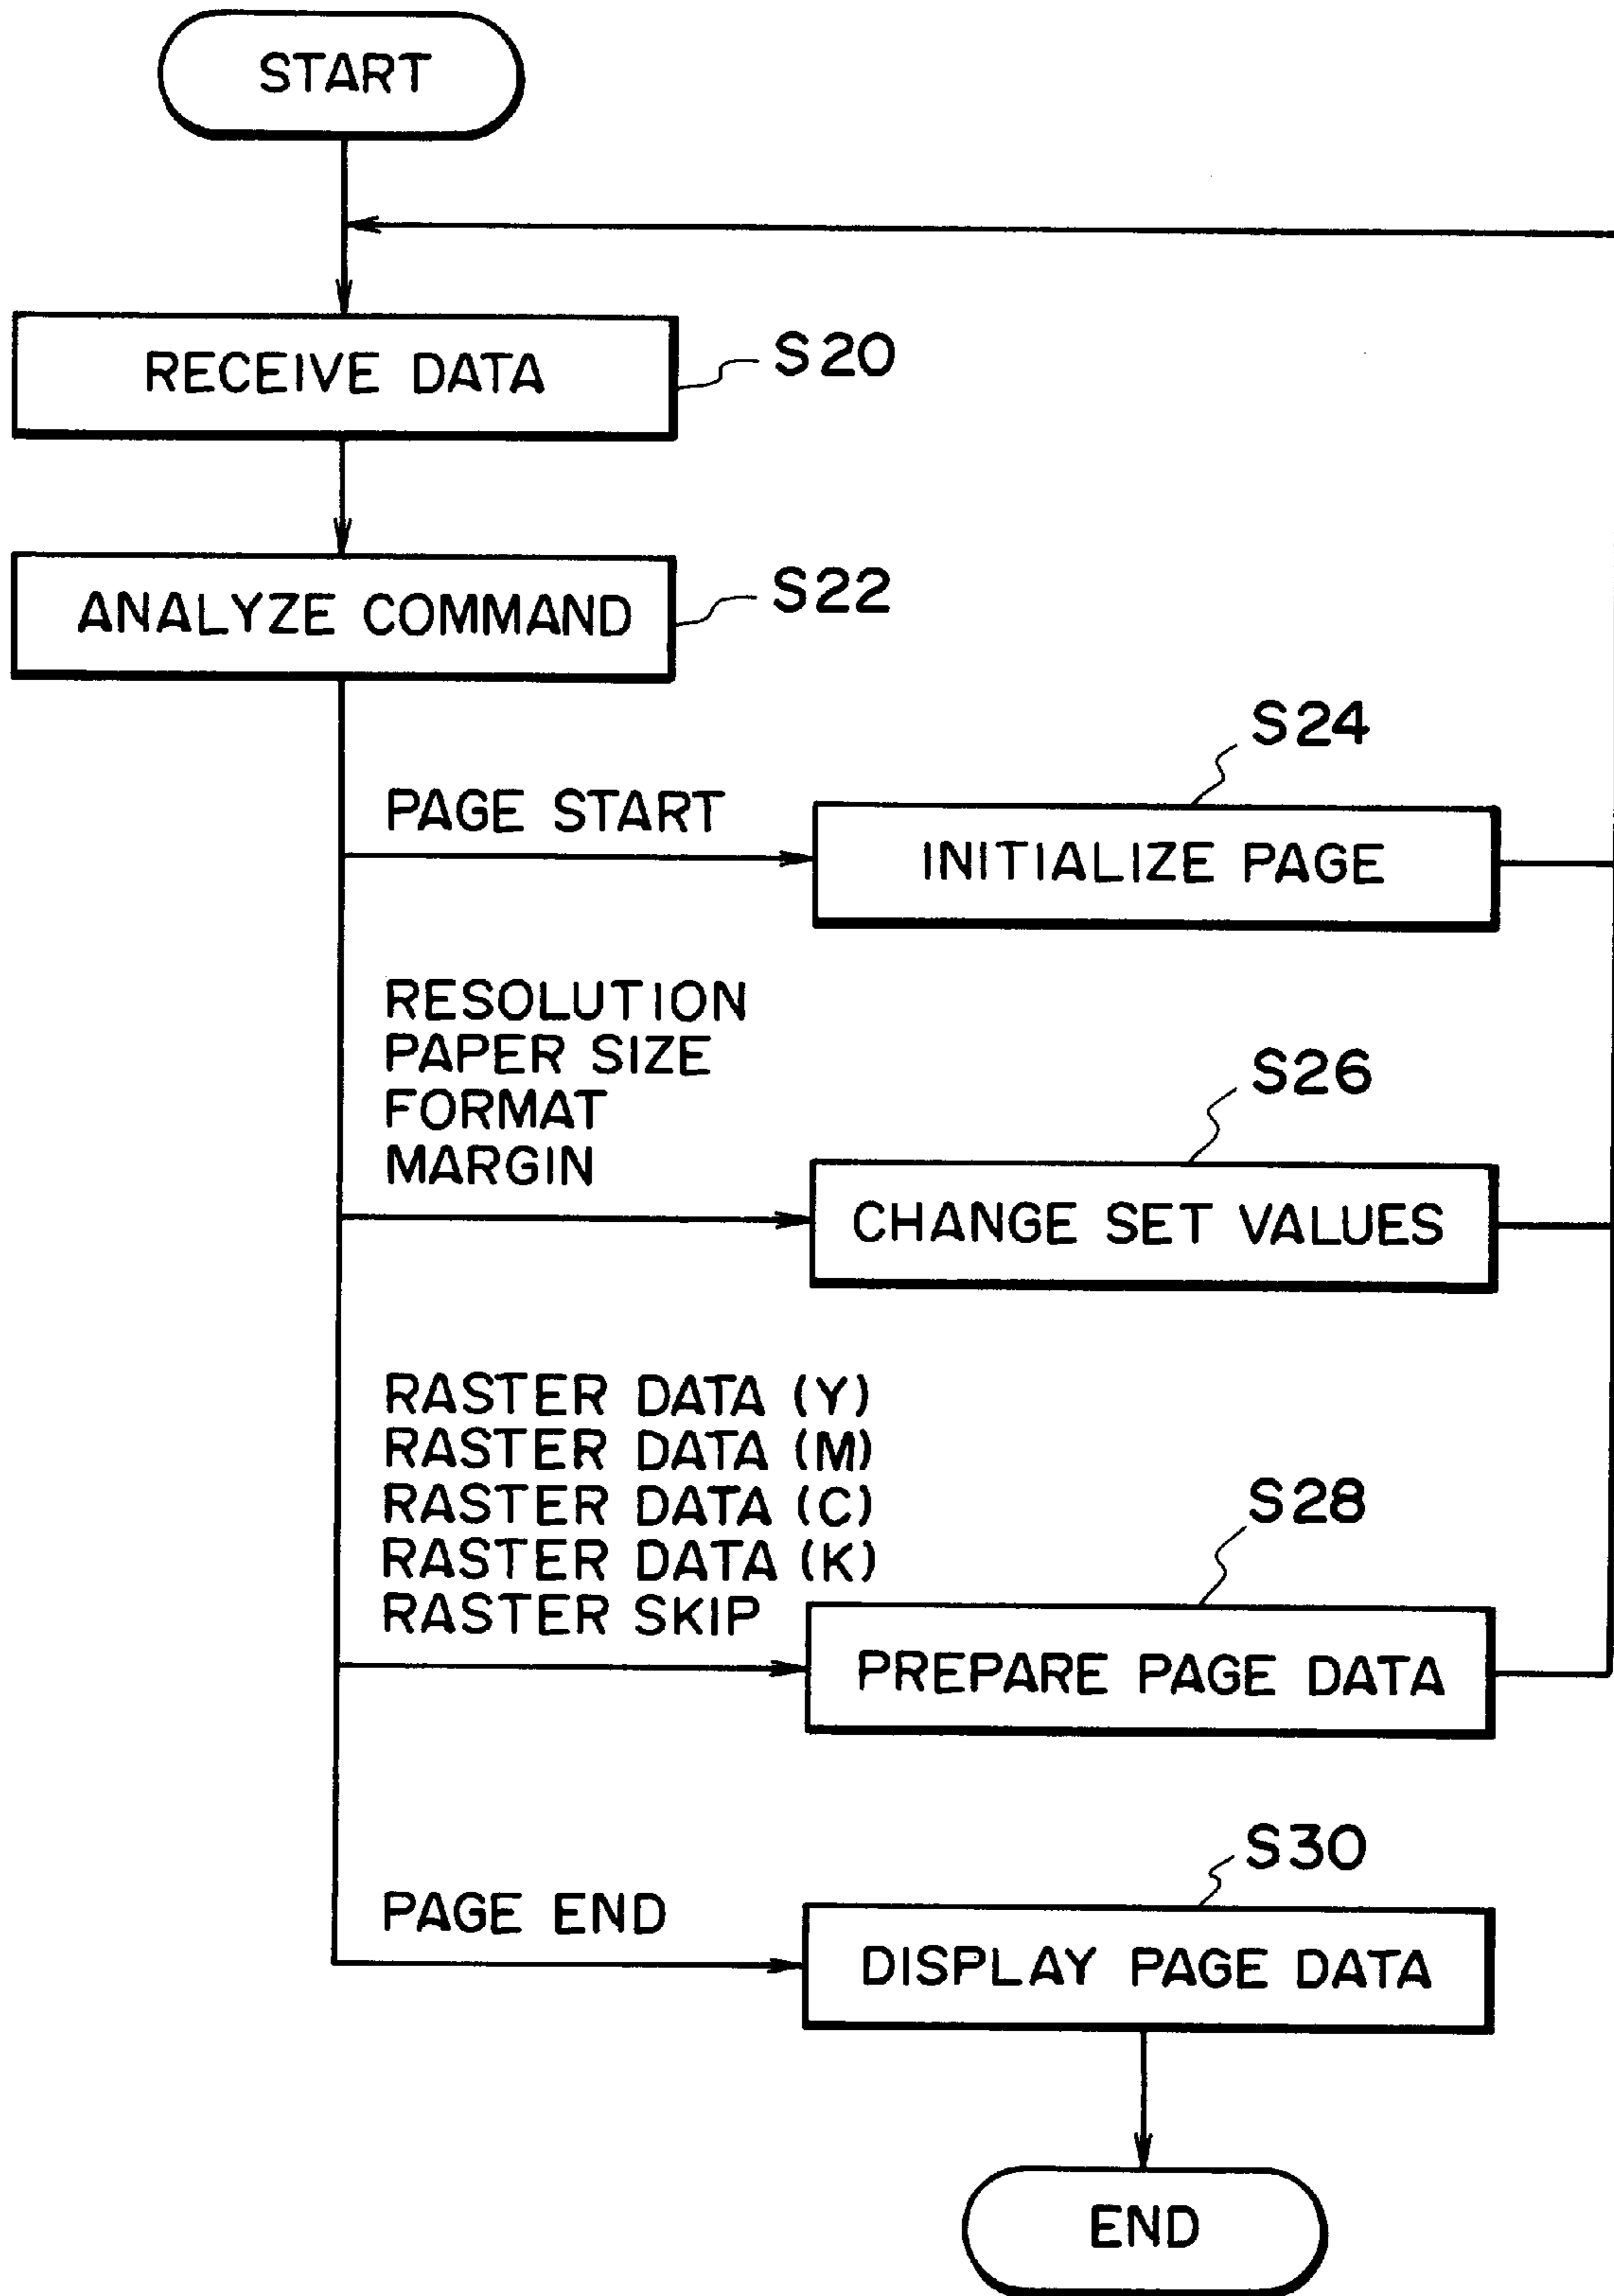 START
RECEIVE DATA
S20
ANALYZE COMMAND
S22
S24
PAGE START
INITIALIZE PAGE
RESOLUTION
PAPER SIZE
FORMAT
MARGIN
S26
CHANGE SET VALUES
RASTER DATA (Y)
RASTER DATA (M)
RASTER DATA (C)
RASTER DATA (K)
RASTER SKIP
S28
PREPARE PAGE DATA
S30
PAGE END
DISPLAY PAGE DATA
END